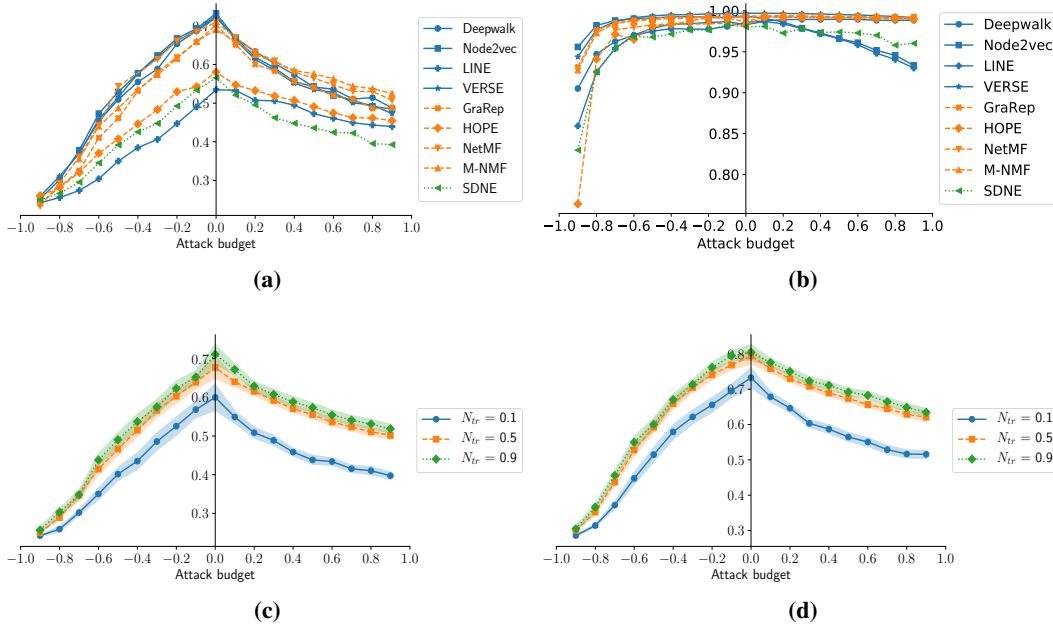 0.5
0.4
0.3
−1.0 −0.8 −0.6 −0.4 −0.2 0.0 0.2 0.4 0.6 0.8 1.0
Attack budget
Deepwalk
Node2vec
LINE
VERSE
GraRep
HOPE
NetMF
M-NMF
SDNE
(a)
1.00
0.95
0.90
0.85
0.80
−1.0 −0.8 −0.6 −0.4 −0.2 0.0 0.2 0.4 0.6 0.8 1.0
Attack budget
Deepwalk
Node2vec
LINE
VERSE
GraRep
HOPE
NetMF
M-NMF
SDNE
(b)
0.7
0.6
0.5
0.4
0.3
−1.0 −0.8 −0.6 −0.4 −0.2 0.0 0.2 0.4 0.6 0.8 1.0
Attack budget
N_tr = 0.1
N_tr = 0.5
N_tr = 0.9
(c)
0.8
0.7
0.6
0.5
0.4
0.3
−1.0 −0.8 −0.6 −0.4 −0.2 0.0 0.2 0.4 0.6 0.8 1.0
Attack budget
N_tr = 0.1
N_tr = 0.5
N_tr = 0.9
(d)